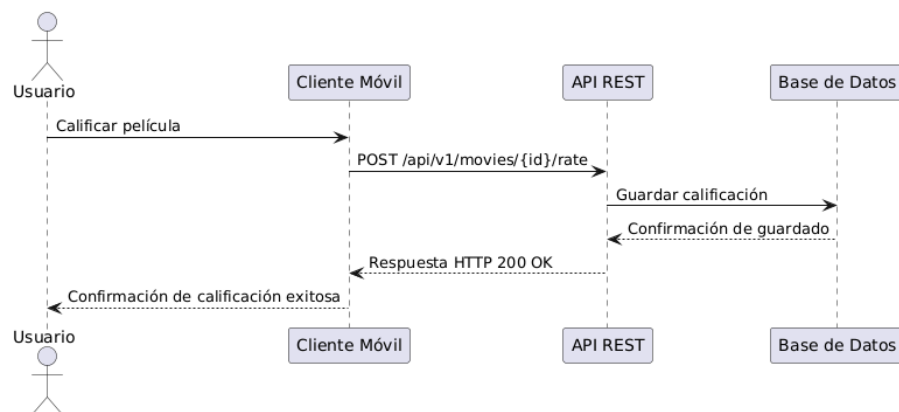 Usuario
Cliente Móvil
API REST
Base de Datos
Calificar película
POST /api/v1/movies/{id}/rate
Guardar calificación
Confirmación de guardado
Respuesta HTTP 200 OK
Confirmación de calificación exitosa
Usuario
Cliente Móvil
API REST
Base de Datos